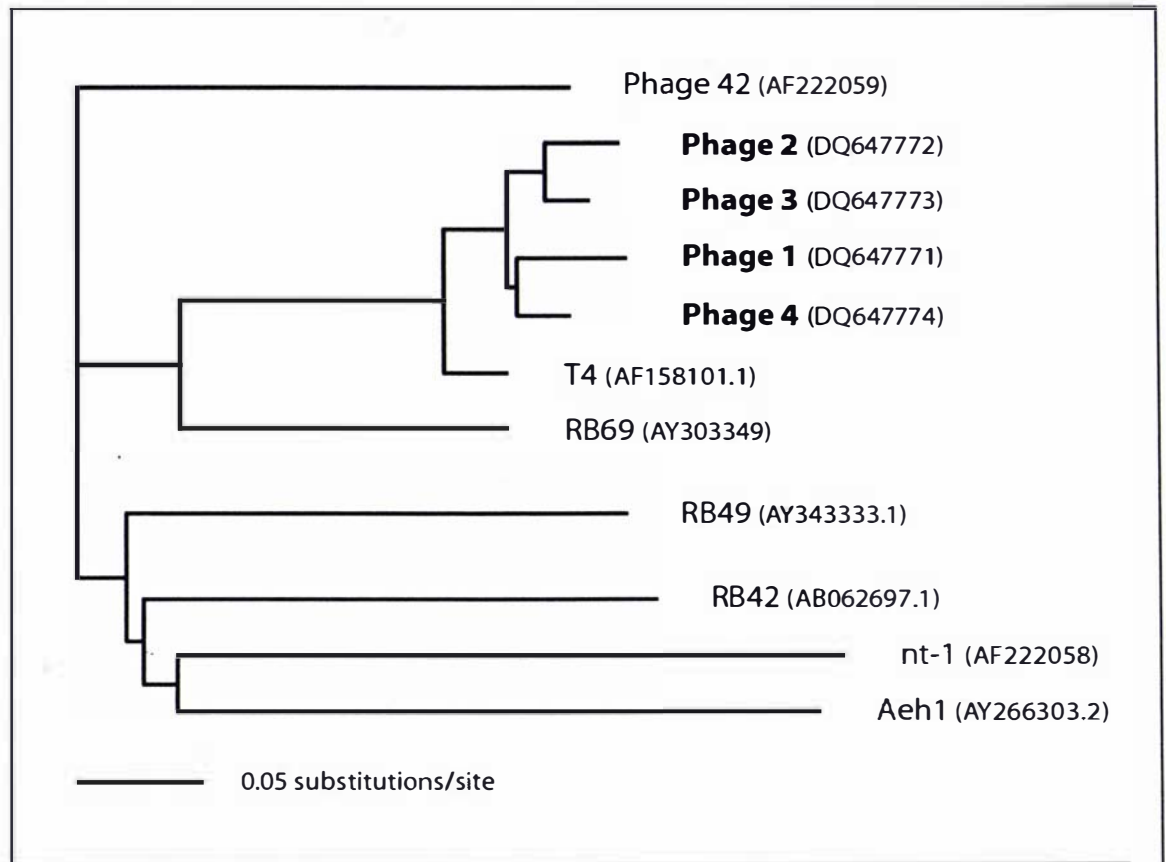 Phage 42 (AF222059)
Phage 2 (DQ647772)
Phage 3 (DQ647773)
Phage 1 (DQ647771)
Phage 4 (DQ647774)
T4 (AF158101.1)
RB69 (AY303349)
RB49 (AY343333.1)
RB42 (AB062697.1)
nt-1 (AF222058)
Aeh1 (AY266303.2)
0.05 substitutions/site